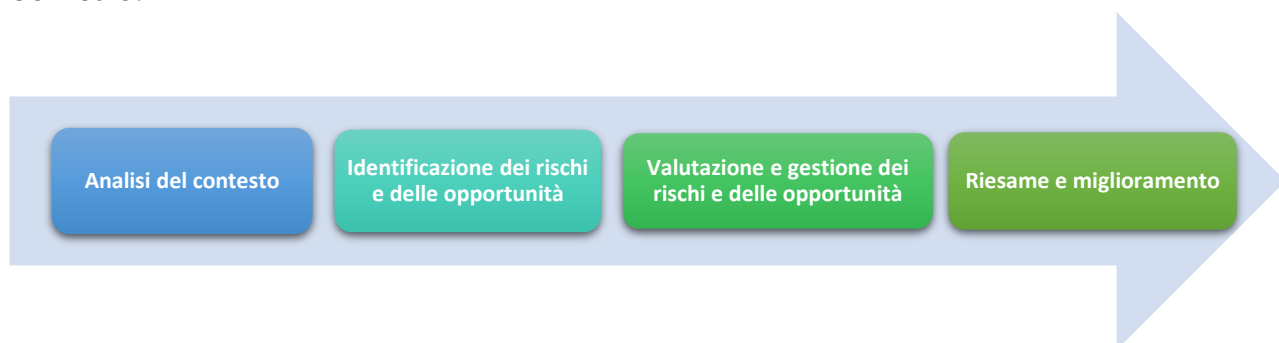 Analisi del contesto
Identificazione dei rischi
e delle opportunità
Valutazione e gestione dei
rischi e delle opportunità
Riesame e miglioramento